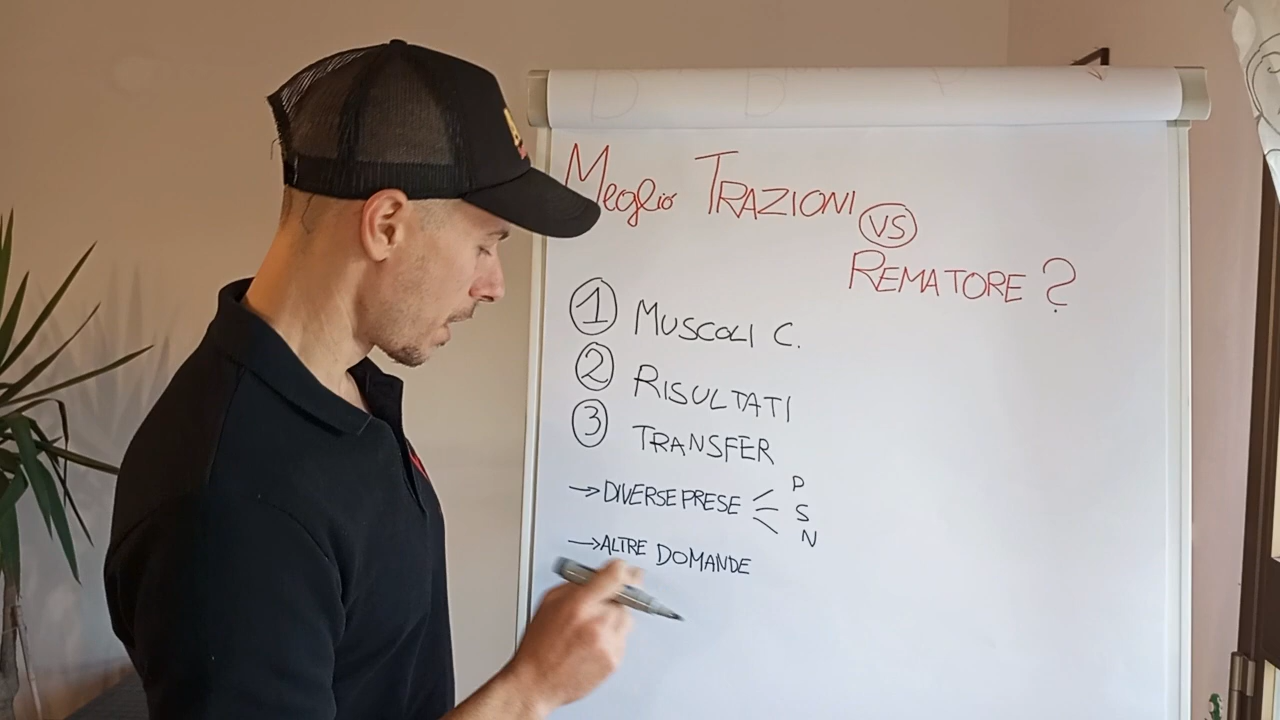 Meglio TRAZIONI VS
REMATORE ?
1 MUSCOLI C.
2 RISULTATI
3 TRANSFER
→ DIVERSE PRESE
P
S
N
→ ALTRE DOMANDE